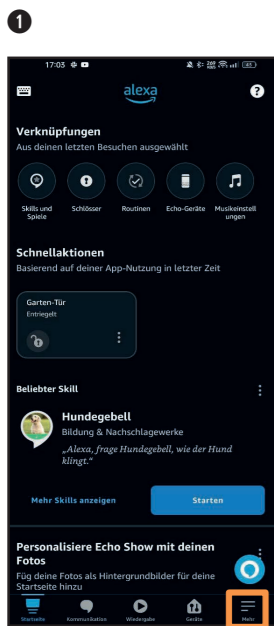 1
17:03
alexa
?
Verknüpfungen
Aus deinen letzten Besuchen ausgewählt
Skills und
Spiele
Schlösser
Routinen
Echo-Geräte
Musikeinstell
ungen
Schnellaktionen
Basierend auf deiner App-Nutzung in letzter Zeit
Garten-Tür
Entriegelt
Beliebter Skill
Hundegebell
Bildung & Nachschlagewerke
„Alexa, frage Hundegebell, wie der Hund
klingt.“
Mehr Skills anzeigen
Starten
Personalisiere Echo Show mit deinen
Fotos
Füg deine Fotos als Hintergrundbilder für deine
Startseite hinzu
Startseite
Kommunikation
Wiedergabe
Geräte
Mehr